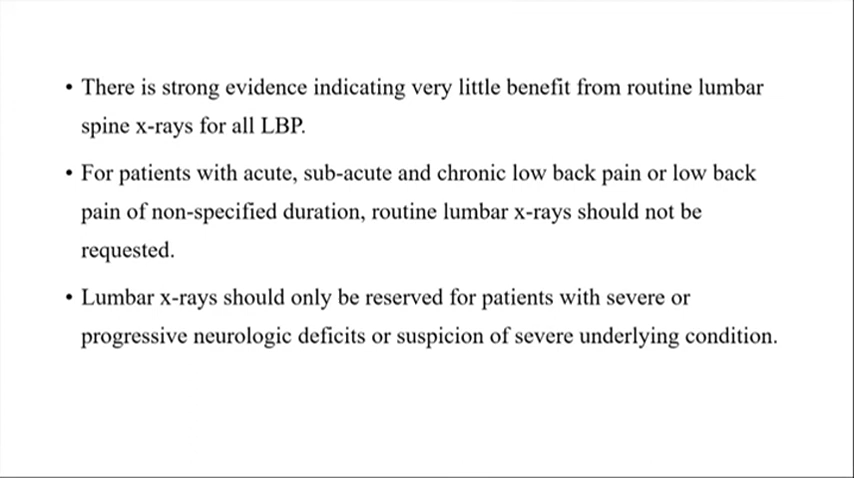 • There is strong evidence indicating very little benefit from routine lumbar
spine x-rays for all LBP.
• For patients with acute, sub-acute and chronic low back pain or low back
pain of non-specified duration, routine lumbar x-rays should not be
requested.
• Lumbar x-rays should only be reserved for patients with severe or
progressive neurologic deficits or suspicion of severe underlying condition.